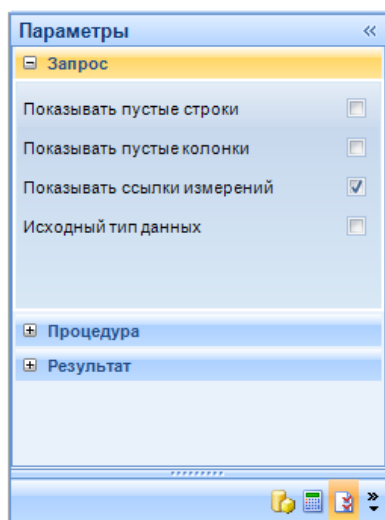 Параметры
Запрос
Показывать пустые строки
Показывать пустые колонки
Показывать ссылки измерений
Исходный тип данных
Процедура
Результат